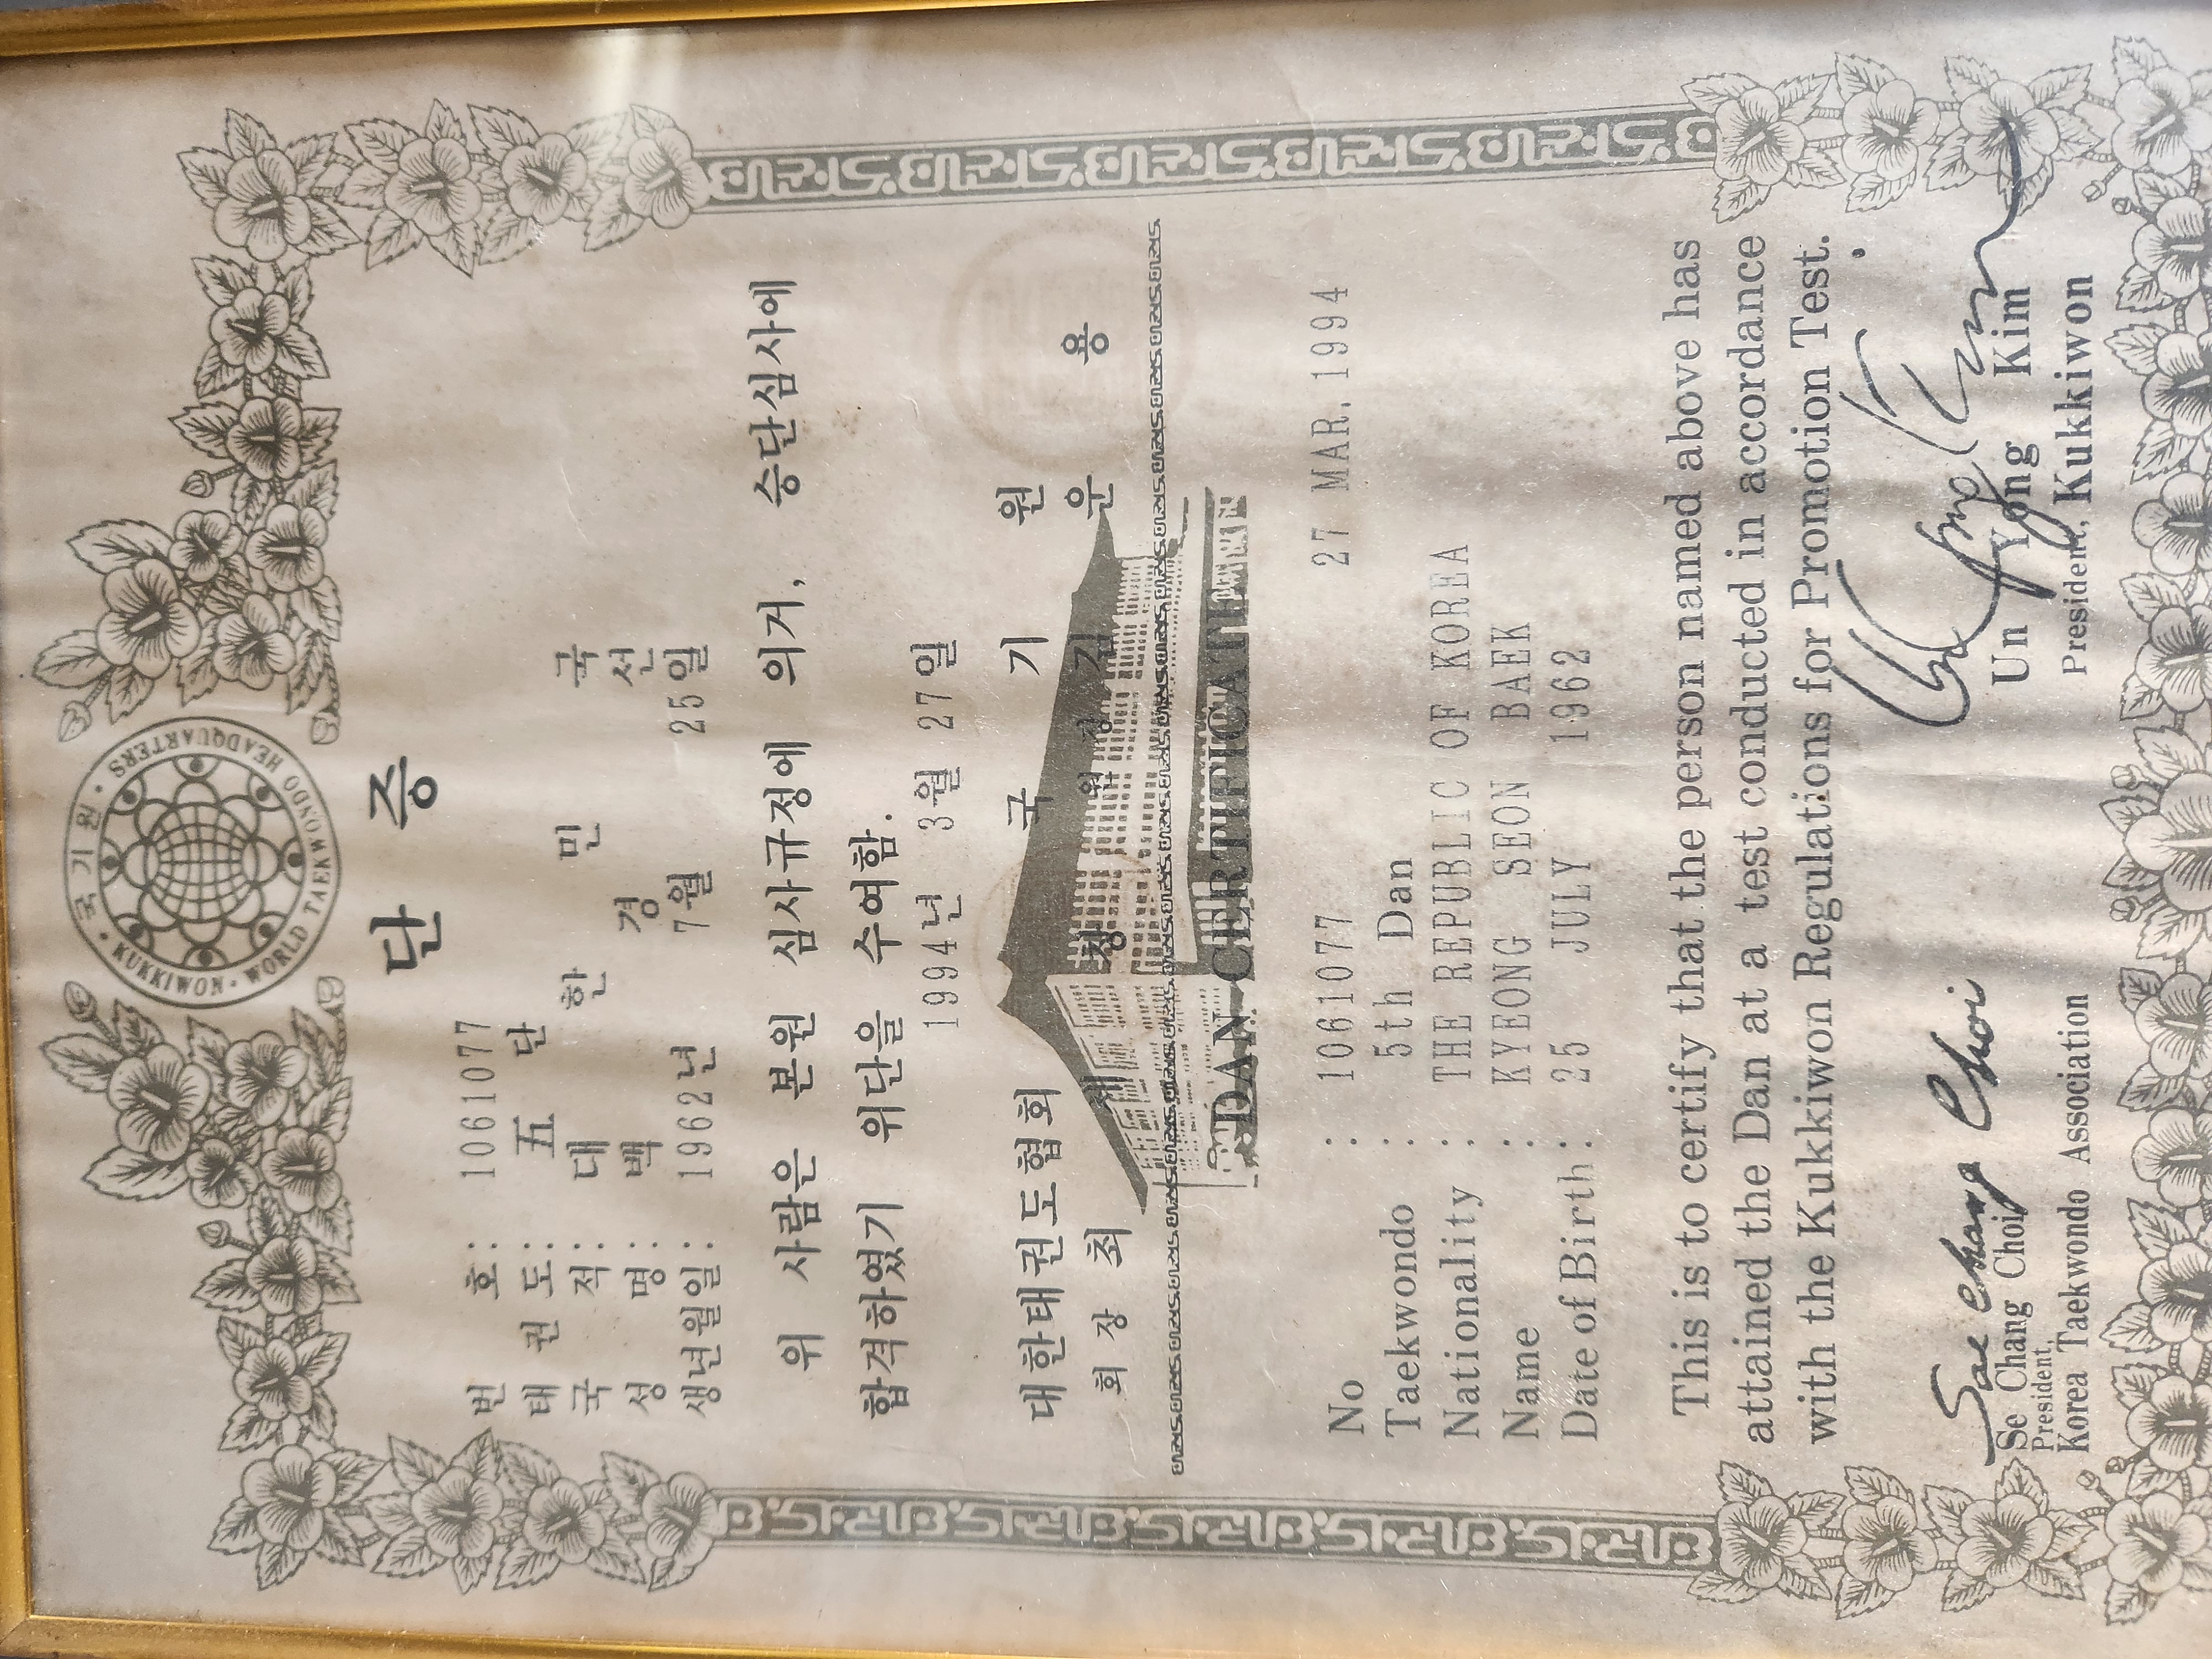 국기원
KUKKIWON · WORLD TAEKWONDO HEADQUARTERS
단 증
번 호 : 1061077
태 권 도 : 五 단
국 적 : 대 한 민 국
성 명 : 백 경 선
생년월일 : 1962년 7월 25일
위 사람은 본원 심사규정에 의거, 승단심사에
합격하였기 위단을 수여함.
1994년 3월 27일
대한태권도협회 국 기 원
회 장 최 세 창 원 장 김 운 용
DAN CERTIFICATE
27 MAR. 1994
No : 1061077
Taekwondo : 5th Dan
Nationality : THE REPUBLIC OF KOREA
Name : KYEONG SEON BAEK
Date of Birth : 25 JULY 1962
This is to certify that the person named above has
attained the Dan at a test conducted in accordance
with the Kukkiwon Regulations for Promotion Test.
Sae Chang Choi
Se Chang Choi
President,
Korea Taekwondo Association
Un Yong Kim
Un Yong Kim
President, Kukkiwon